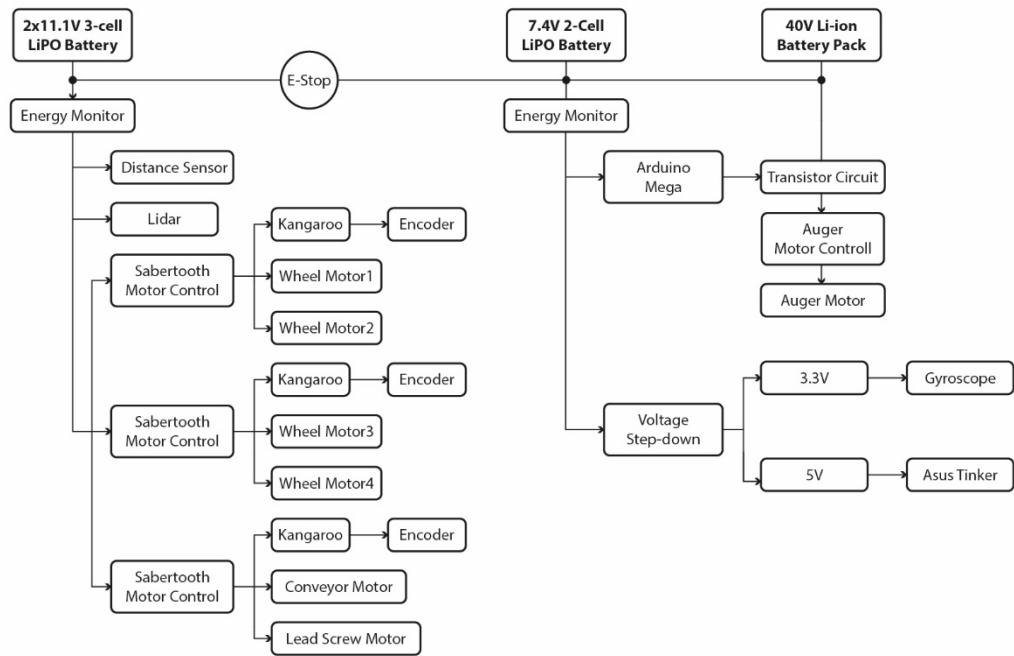 2x11.1V 3-cell
LiPO Battery
7.4V 2-Cell
LiPO Battery
40V Li-ion
Battery Pack
E-Stop
Energy Monitor
Energy Monitor
Distance Sensor
Arduino
Mega
Transistor Circuit
Lidar
Kangaroo
Encoder
Auger
Motor Controll
Sabertooth
Motor Control
Wheel Motor1
Auger Motor
Wheel Motor2
Kangaroo
Encoder
3.3V
Gyroscope
Sabertooth
Motor Control
Wheel Motor3
Voltage
Step-down
Wheel Motor4
5V
Asus Tinker
Kangaroo
Encoder
Sabertooth
Motor Control
Conveyor Motor
Lead Screw Motor